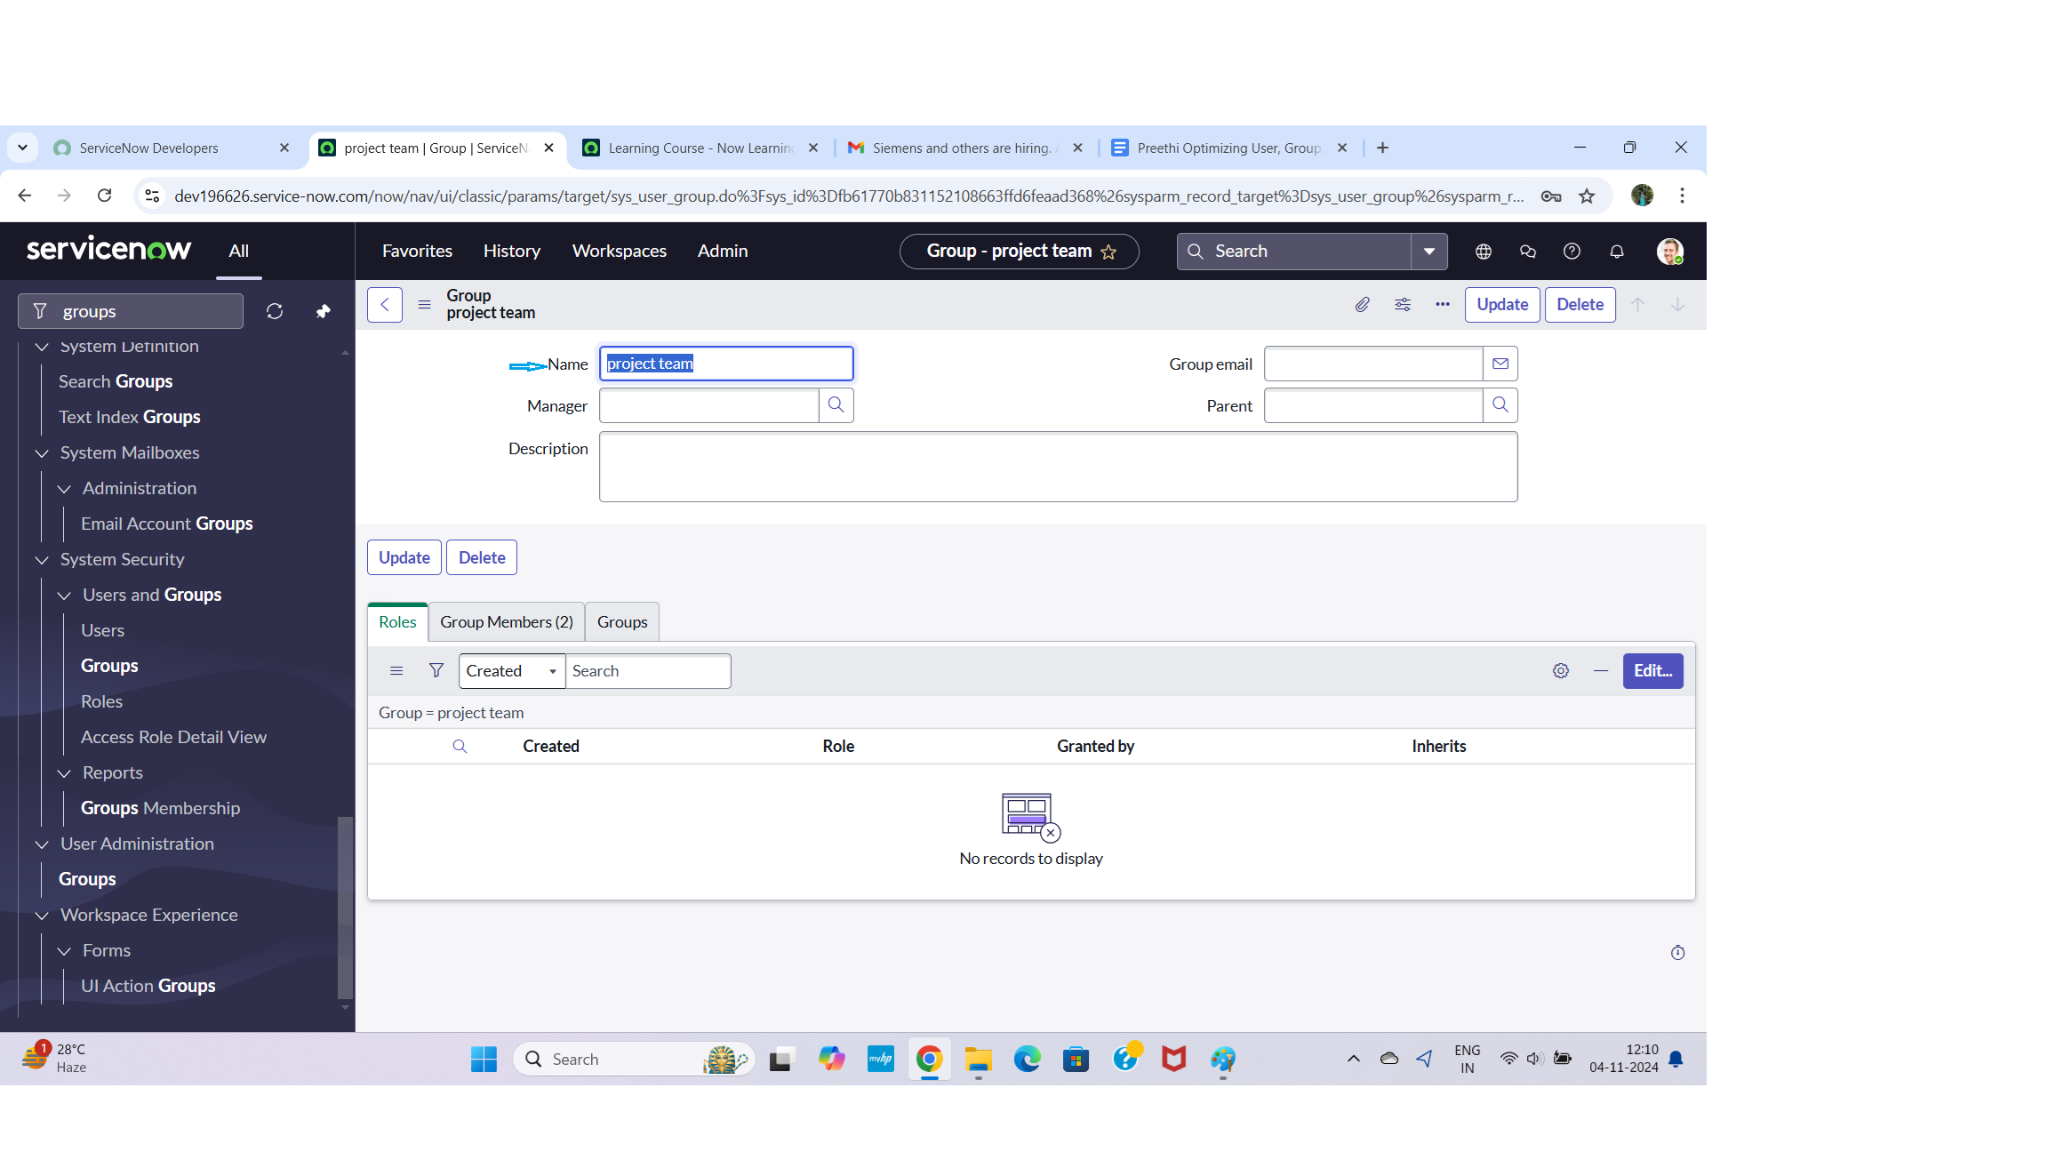 ServiceNow Developers
project team | Group | ServiceN
Learning Course - Now Learning
Siemens and others are hiring.
Preethi Optimizing User, Group,
dev196626.service-now.com/now/nav/ui/classic/params/target/sys_user_group.do%3Fsys_id%3Dfb61770b831152108663ffd6feaad368%26sysparm_record_target%3Dsys_user_group%26sysparm_r...
servicenow
All
Favorites
History
Workspaces
Admin
Group - project team
Search
groups
Group
project team
Update
Delete
System Definition
Search Groups
Text Index Groups
System Mailboxes
Administration
Email Account Groups
System Security
Users and Groups
Users
Groups
Roles
Access Role Detail View
Reports
Groups Membership
User Administration
Groups
Workspace Experience
Forms
UI Action Groups
Name
project team
Group email
Manager
Parent
Description
Update
Delete
Roles
Group Members (2)
Groups
Created
Search
Edit...
Group = project team
Created
Role
Granted by
Inherits
No records to display
1
28°C
Haze
Search
myhp
ENG
IN
12:10
04-11-2024